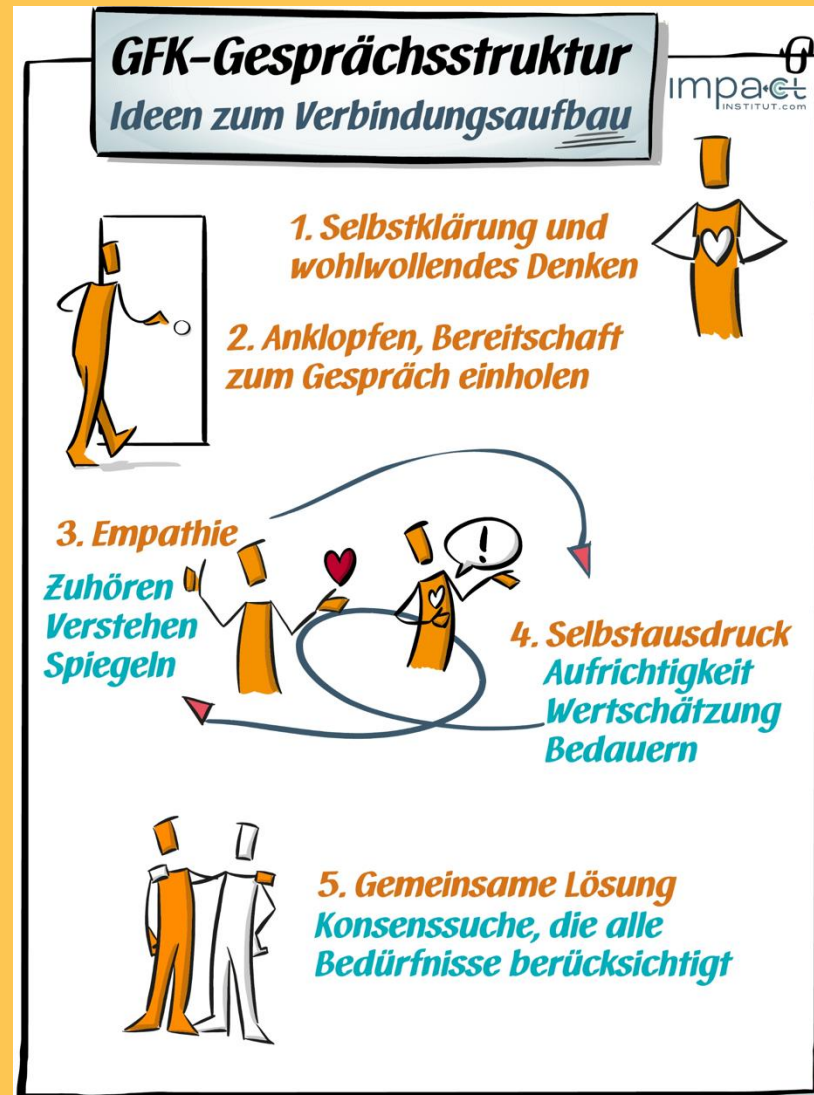 GFK-Gesprächsstruktur
Ideen zum Verbindungsaufbau
impact
INSTITUT.com
1. Selbstklärung und
wohlwollendes Denken
2. Anklopfen, Bereitschaft
zum Gespräch einholen
3. Empathie
Zuhören
Verstehen
Spiegeln
!
4. Selbstausdruck
Aufrichtigkeit
Wertschätzung
Bedauern
5. Gemeinsame Lösung
Konsenssuche, die alle
Bedürfnisse berücksichtigt